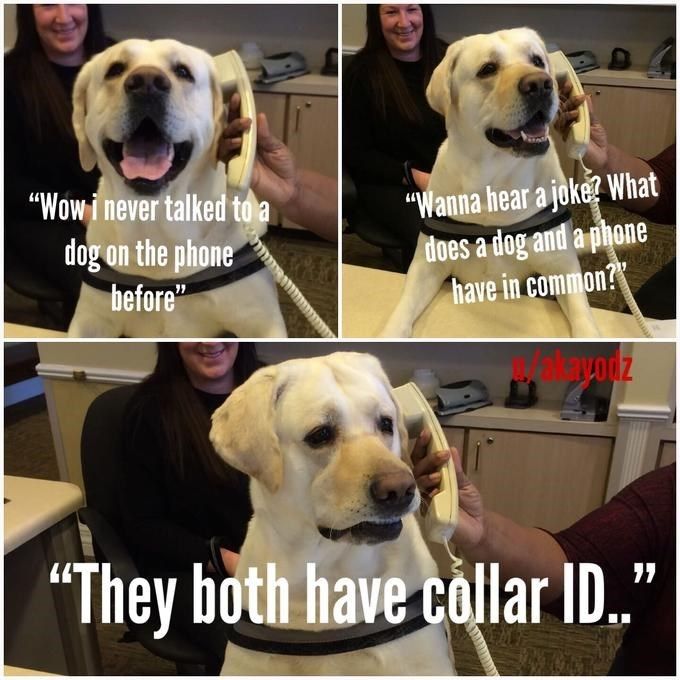 “Wow i never talked to a
dog on the phone
before”
“Wanna hear a joke? What
does a dog and a phone
have in common?”
u/akayodz
“They both have collar ID..”